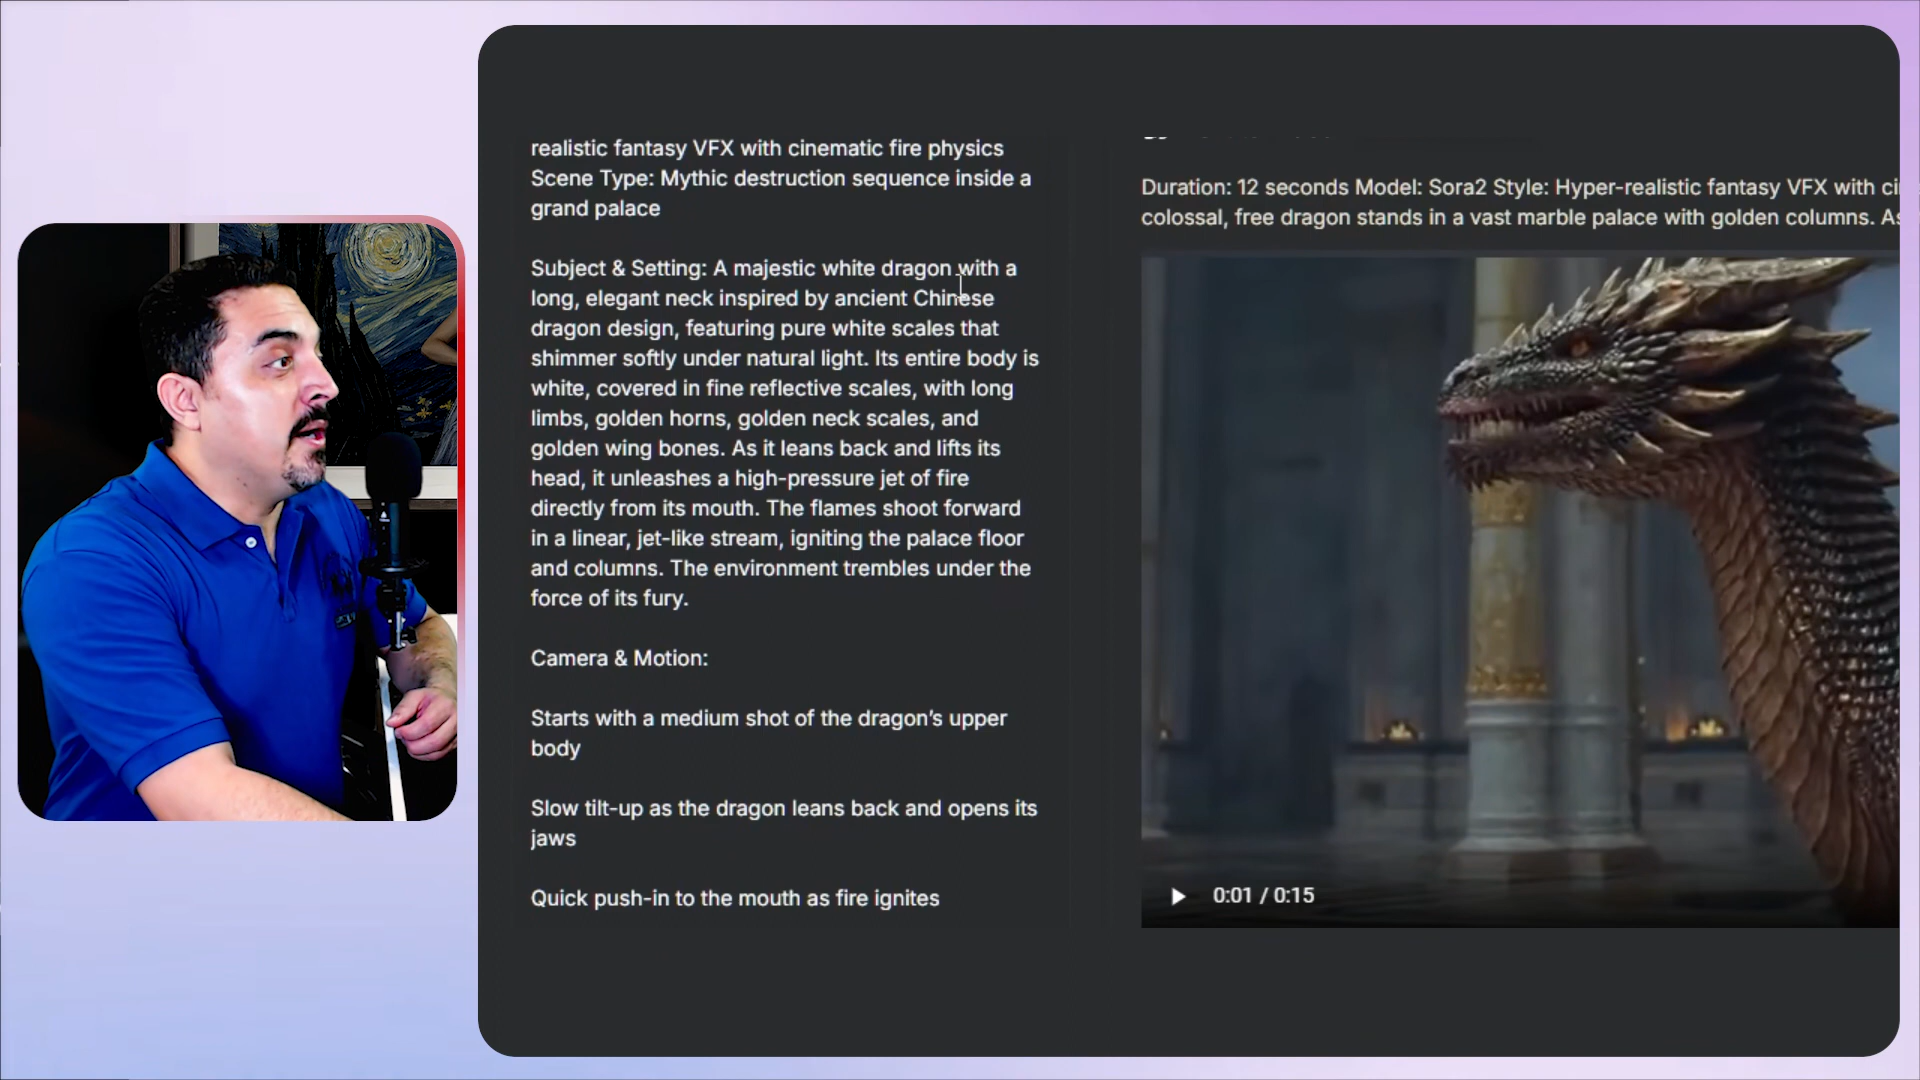 realistic fantasy VFX with cinematic fire physics
Scene Type: Mythic destruction sequence inside a
grand palace
Subject & Setting: A majestic white dragon with a
long, elegant neck inspired by ancient Chinese
dragon design, featuring pure white scales that
shimmer softly under natural light. Its entire body is
white, covered in fine reflective scales, with long
limbs, golden horns, golden neck scales, and
golden wing bones. As it leans back and lifts its
head, it unleashes a high-pressure jet of fire
directly from its mouth. The flames shoot forward
in a linear, jet-like stream, igniting the palace floor
and columns. The environment trembles under the
force of its fury.
Camera & Motion:
Starts with a medium shot of the dragon’s upper
body
Slow tilt-up as the dragon leans back and opens its
jaws
Quick push-in to the mouth as fire ignites
Duration: 12 seconds Model: Sora2 Style: Hyper-realistic fantasy VFX with ci
colossal, free dragon stands in a vast marble palace with golden columns. As
0:01 / 0:15